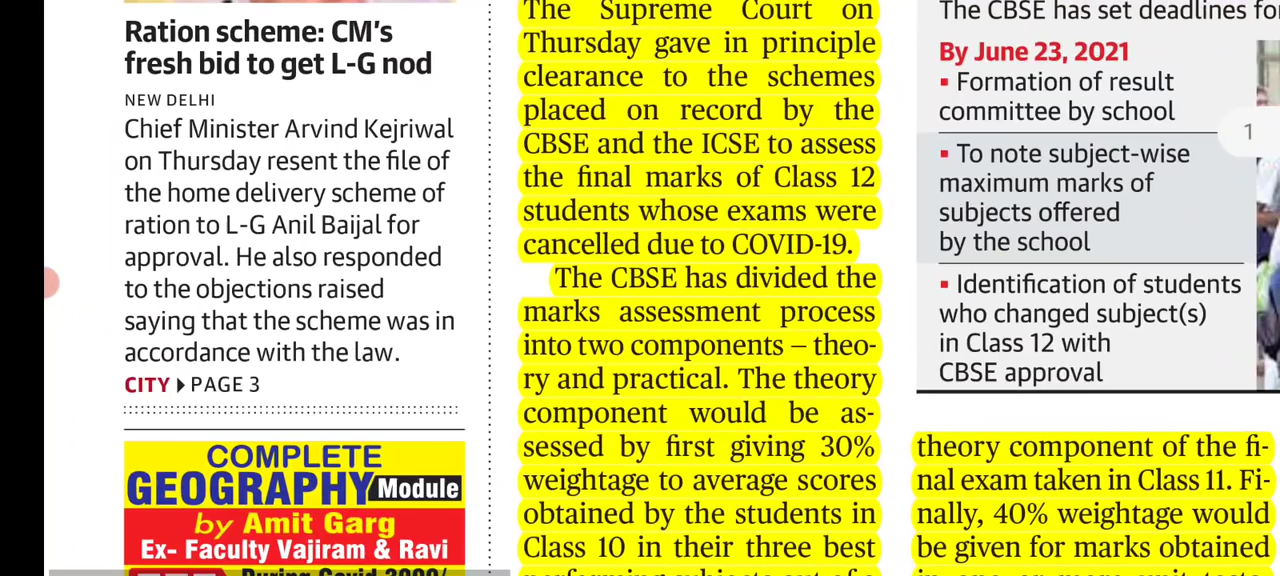 Ration scheme: CM's
fresh bid to get L-G nod
NEW DELHI
Chief Minister Arvind Kejriwal
on Thursday resent the file of
the home delivery scheme of
ration to L-G Anil Baijal for
approval. He also responded
to the objections raised
saying that the scheme was in
accordance with the law.
CITY ▶ PAGE 3
COMPLETE
GEOGRAPHY Module
by Amit Garg
Ex- Faculty Vajiram & Ravi
During Covid 3000/
The Supreme Court on
Thursday gave in principle
clearance to the schemes
placed on record by the
CBSE and the ICSE to assess
the final marks of Class 12
students whose exams were
cancelled due to COVID-19.
The CBSE has divided the
marks assessment process
into two components – theo-
ry and practical. The theory
component would be as-
sessed by first giving 30%
weightage to average scores
obtained by the students in
Class 10 in their three best
performing subjects out of a
The CBSE has set deadlines for
By June 23, 2021
▪ Formation of result
committee by school
▪ To note subject-wise
maximum marks of
subjects offered
by the school
▪ Identification of students
who changed subject(s)
in Class 12 with
CBSE approval
1
theory component of the fi-
nal exam taken in Class 11. Fi-
nally, 40% weightage would
be given for marks obtained